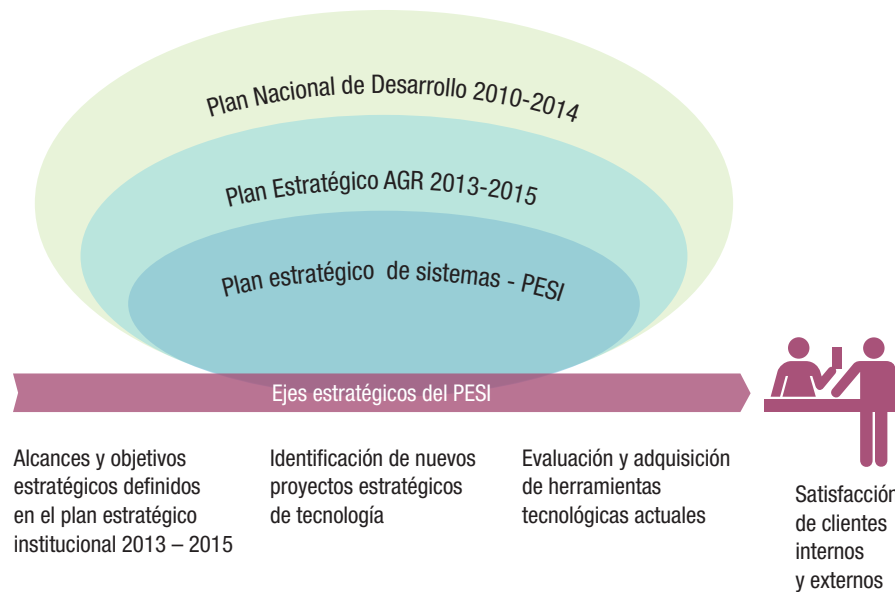 Plan Nacional de Desarrollo 2010-2014
Plan Estratégico AGR 2013-2015
Plan estratégico de sistemas - PESI
Ejes estratégicos del PESI
Alcances y objetivos
estratégicos definidos
en el plan estratégico
institucional 2013 – 2015
Identificación de nuevos
proyectos estratégicos
de tecnología
Evaluación y adquisición
de herramientas
tecnológicas actuales
Satisfacción
de clientes
internos
y externos